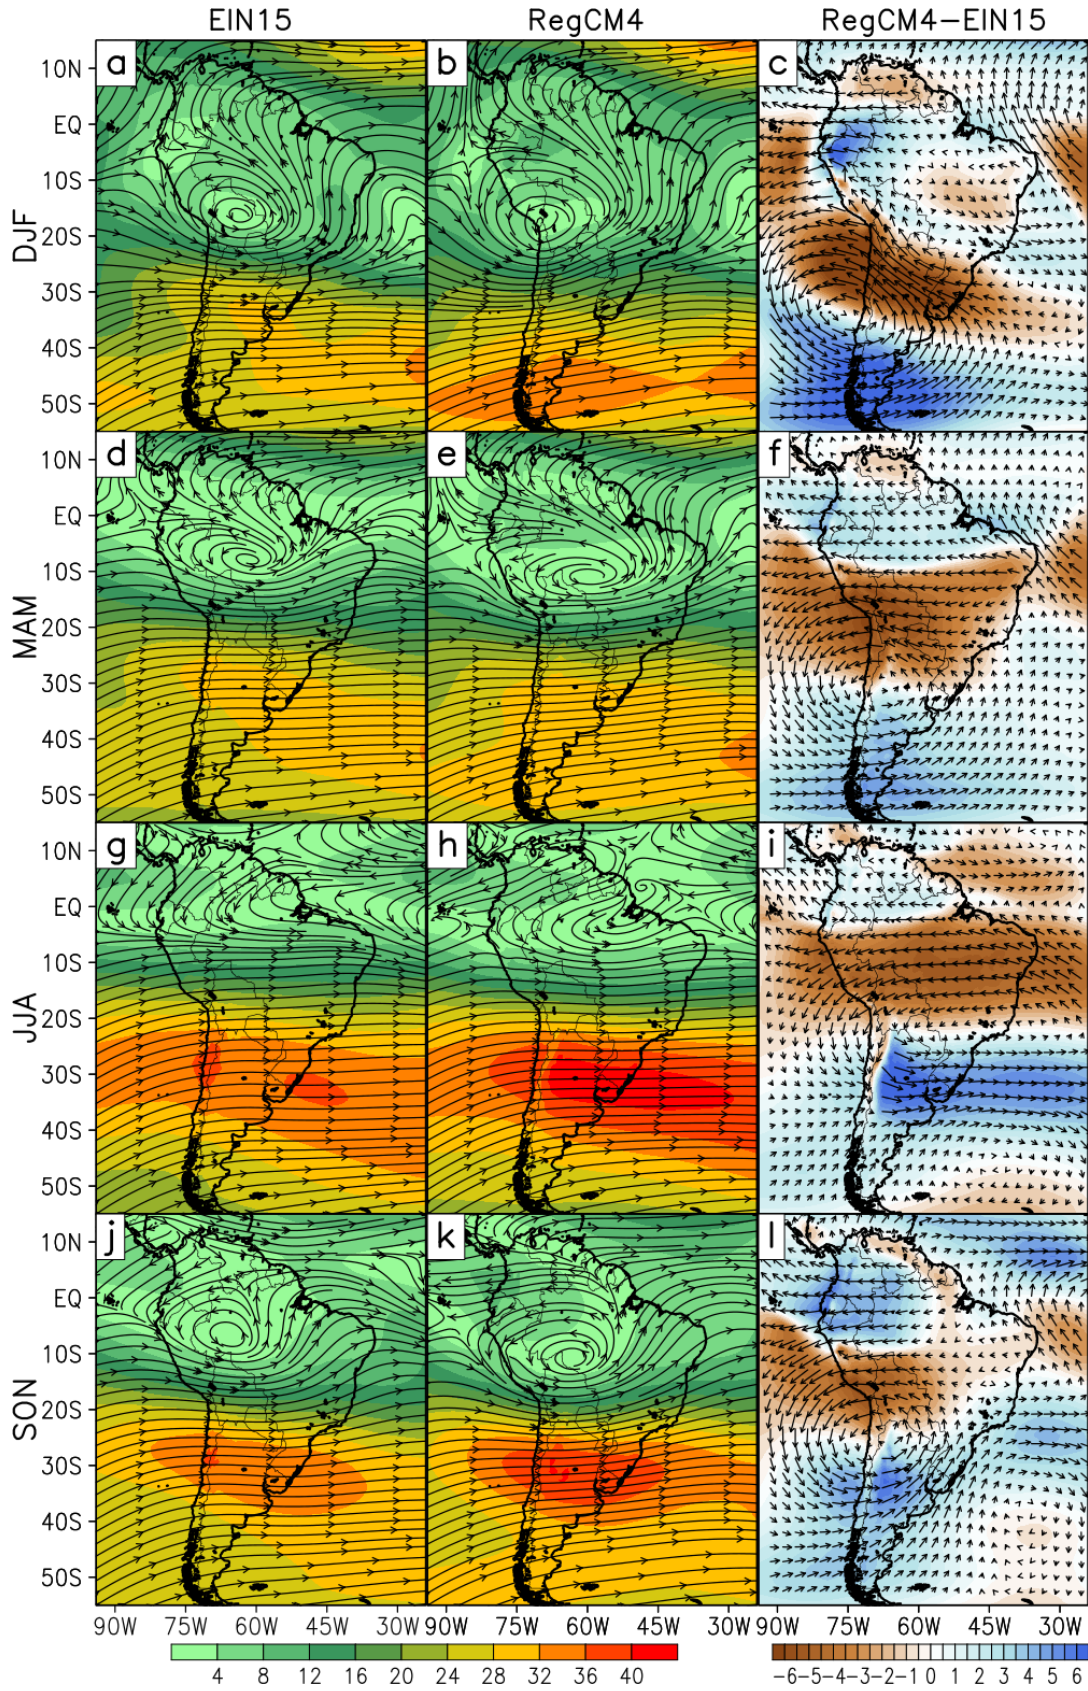 EIN15 RegCM4 RegCM4-EIN15
DJF
a b c
10N
EQ
10S
20S
30S
40S
50S
MAM
d e f
10N
EQ
10S
20S
30S
40S
50S
JJA
g h i
10N
EQ
10S
20S
30S
40S
50S
SON
j k l
10N
EQ
10S
20S
30S
40S
50S
90W 75W 60W 45W 30W 90W 75W 60W 45W 30W 90W 75W 60W 45W 30W
4 8 12 16 20 24 28 32 36 40 -6 -5 -4 -3 -2 -1 0 1 2 3 4 5 6